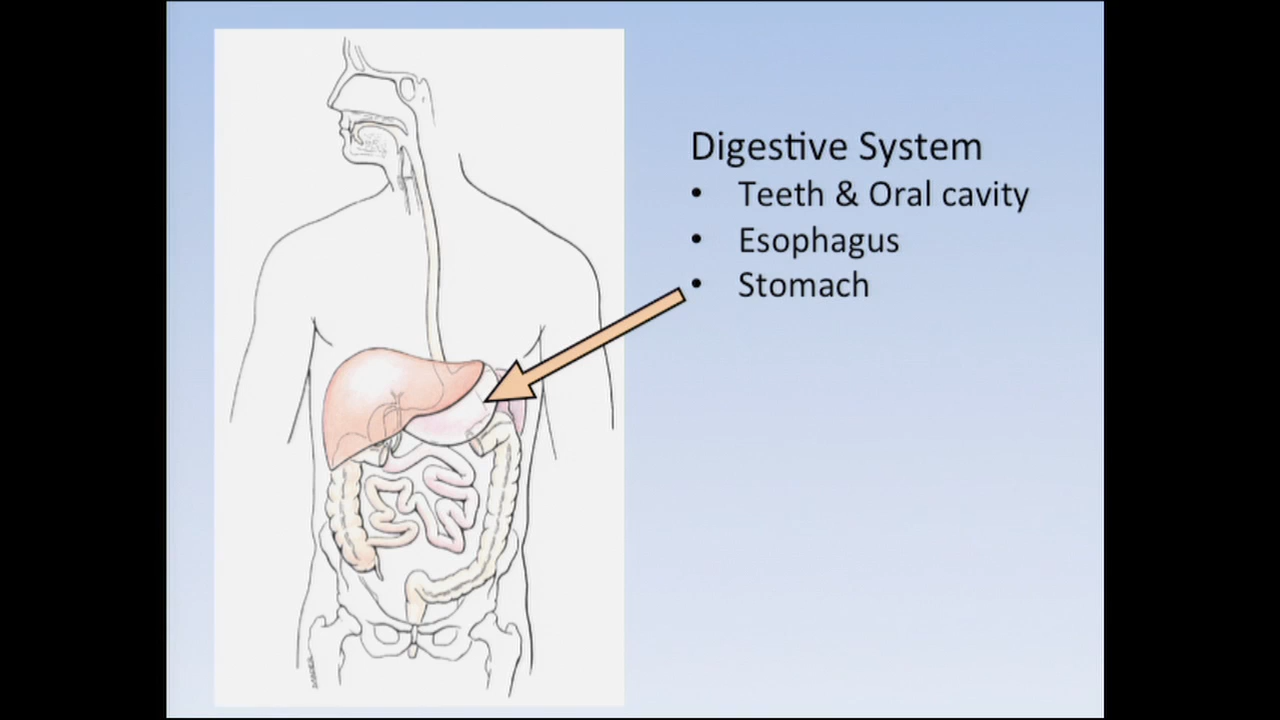 Digestive System
• Teeth & Oral cavity
• Esophagus
• Stomach